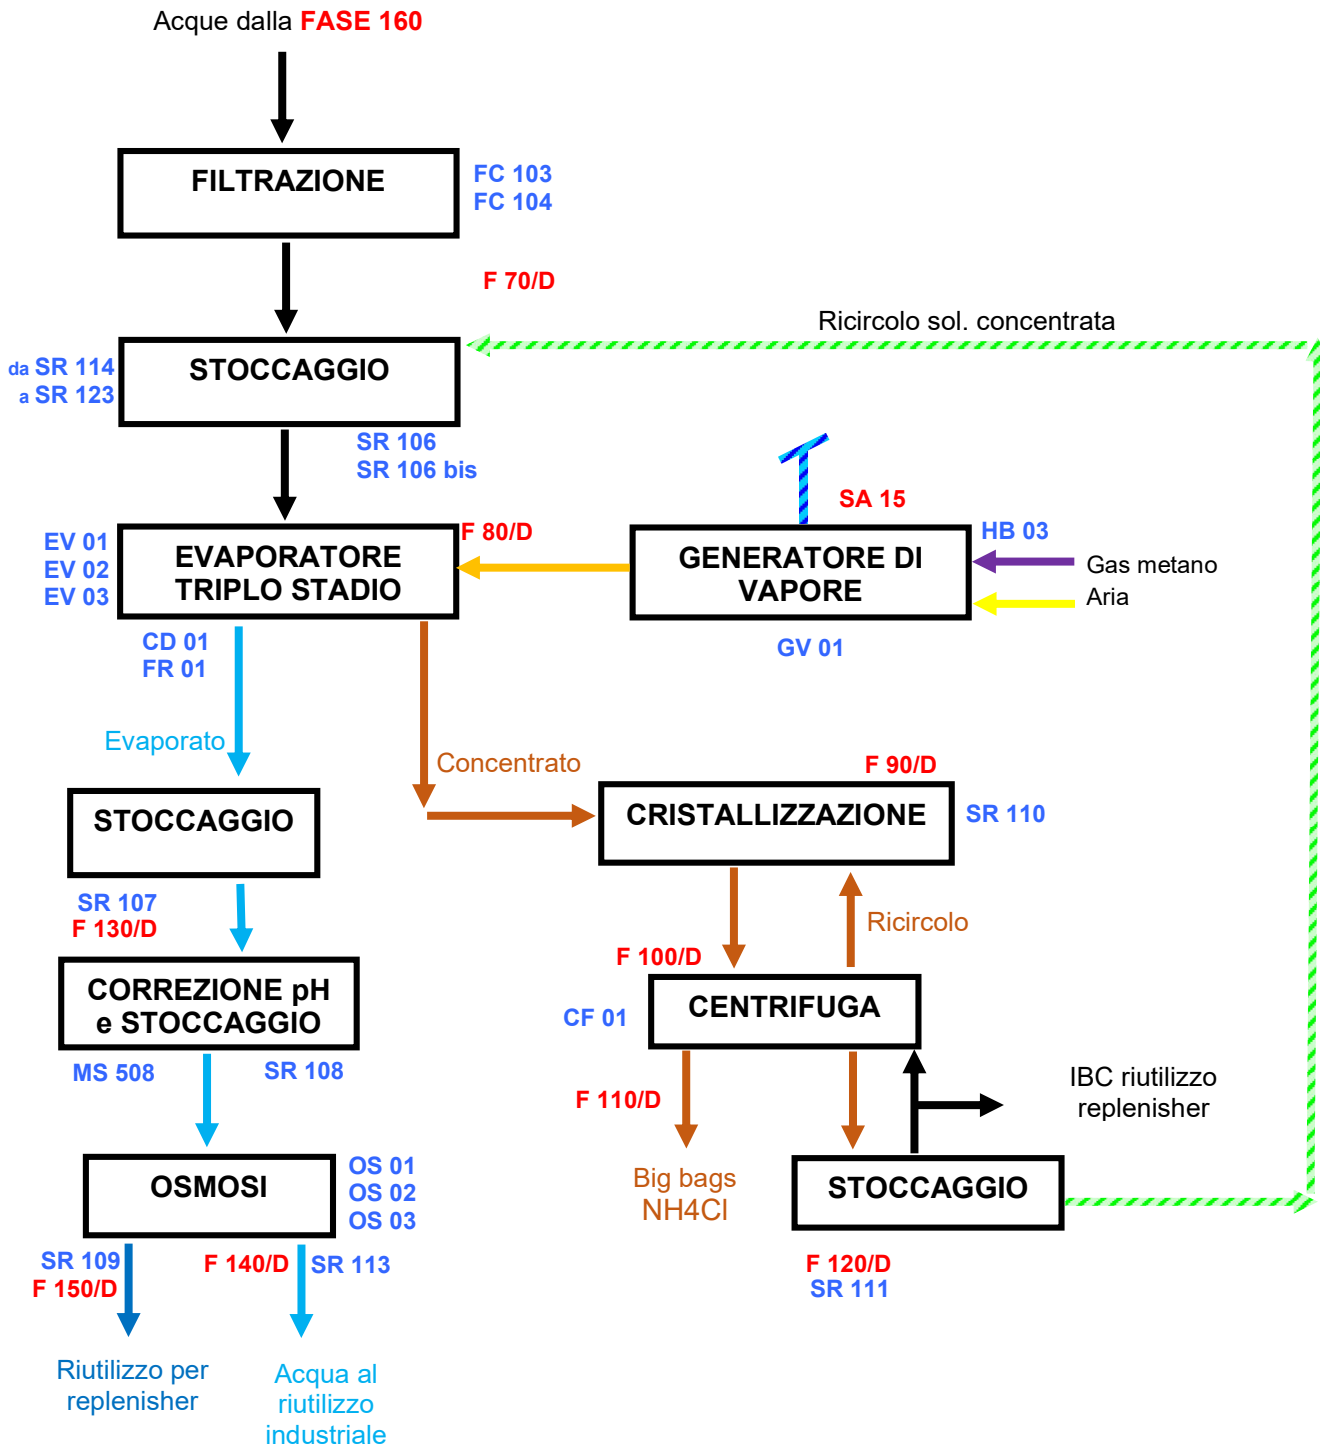 Acque dalla FASE 160
FILTRAZIONE
FC 103
FC 104
F 70/D
Ricircolo sol. concentrata
da SR 114
a SR 123
STOCCAGGIO
SR 106
SR 106 bis
SA 15
EV 01
EV 02
EV 03
EVAPORATORE
TRIPLO STADIO
F 80/D
GENERATORE DI
VAPORE
HB 03
Gas metano
Aria
CD 01
FR 01
GV 01
Evaporato
Concentrato
F 90/D
STOCCAGGIO
CRISTALLIZZAZIONE
SR 110
SR 107
F 130/D
Ricircolo
F 100/D
CORREZIONE pH
e STOCCAGGIO
CF 01
CENTRIFUGA
MS 508
SR 108
F 110/D
IBC riutilizzo
replenisher
OSMOSI
OS 01
OS 02
OS 03
Big bags
NH4Cl
STOCCAGGIO
SR 109
F 150/D
F 140/D
SR 113
F 120/D
SR 111
Riutilizzo per
replenisher
Acqua al
riutilizzo
industriale